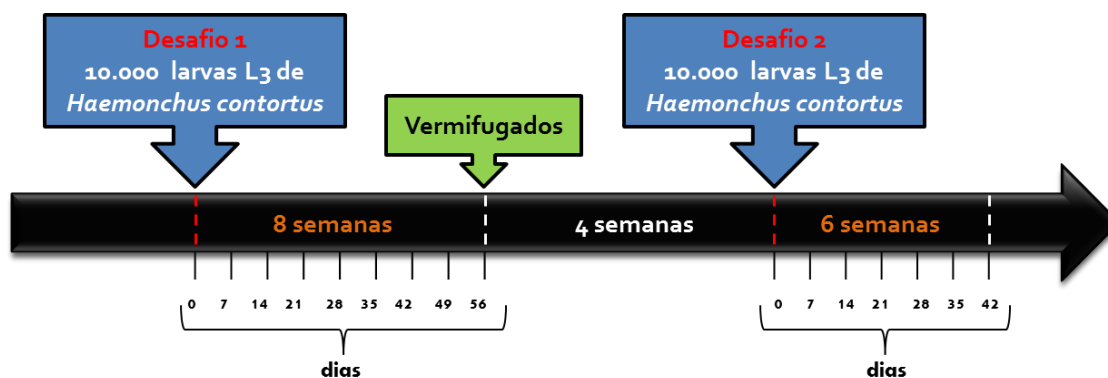 Desafio 1
10.000 larvas L3 de
Haemonchus contortus
Vermifugados
Desafio 2
10.000 larvas L3 de
Haemonchus contortus
8 semanas
4 semanas
6 semanas
0 7 14 21 28 35 42 49 56
0 7 14 21 28 35 42
dias
dias